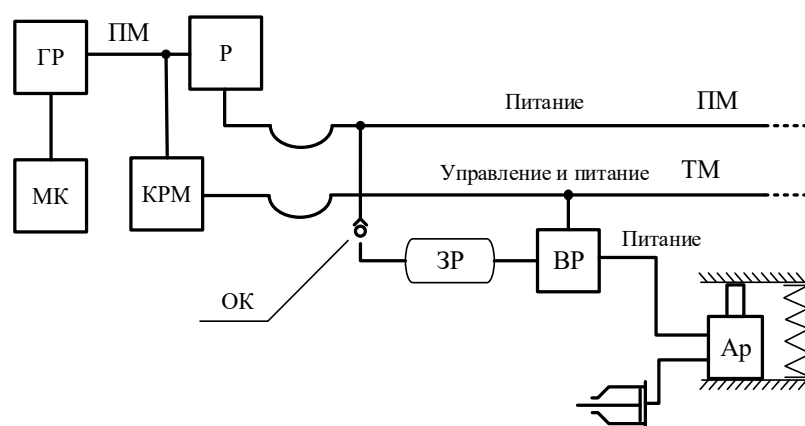 ГР
ПМ
Р
МК
КРМ
Питание
ПМ
Управление и питание
ТМ
ОК
ЗР
ВР
Питание
Ар